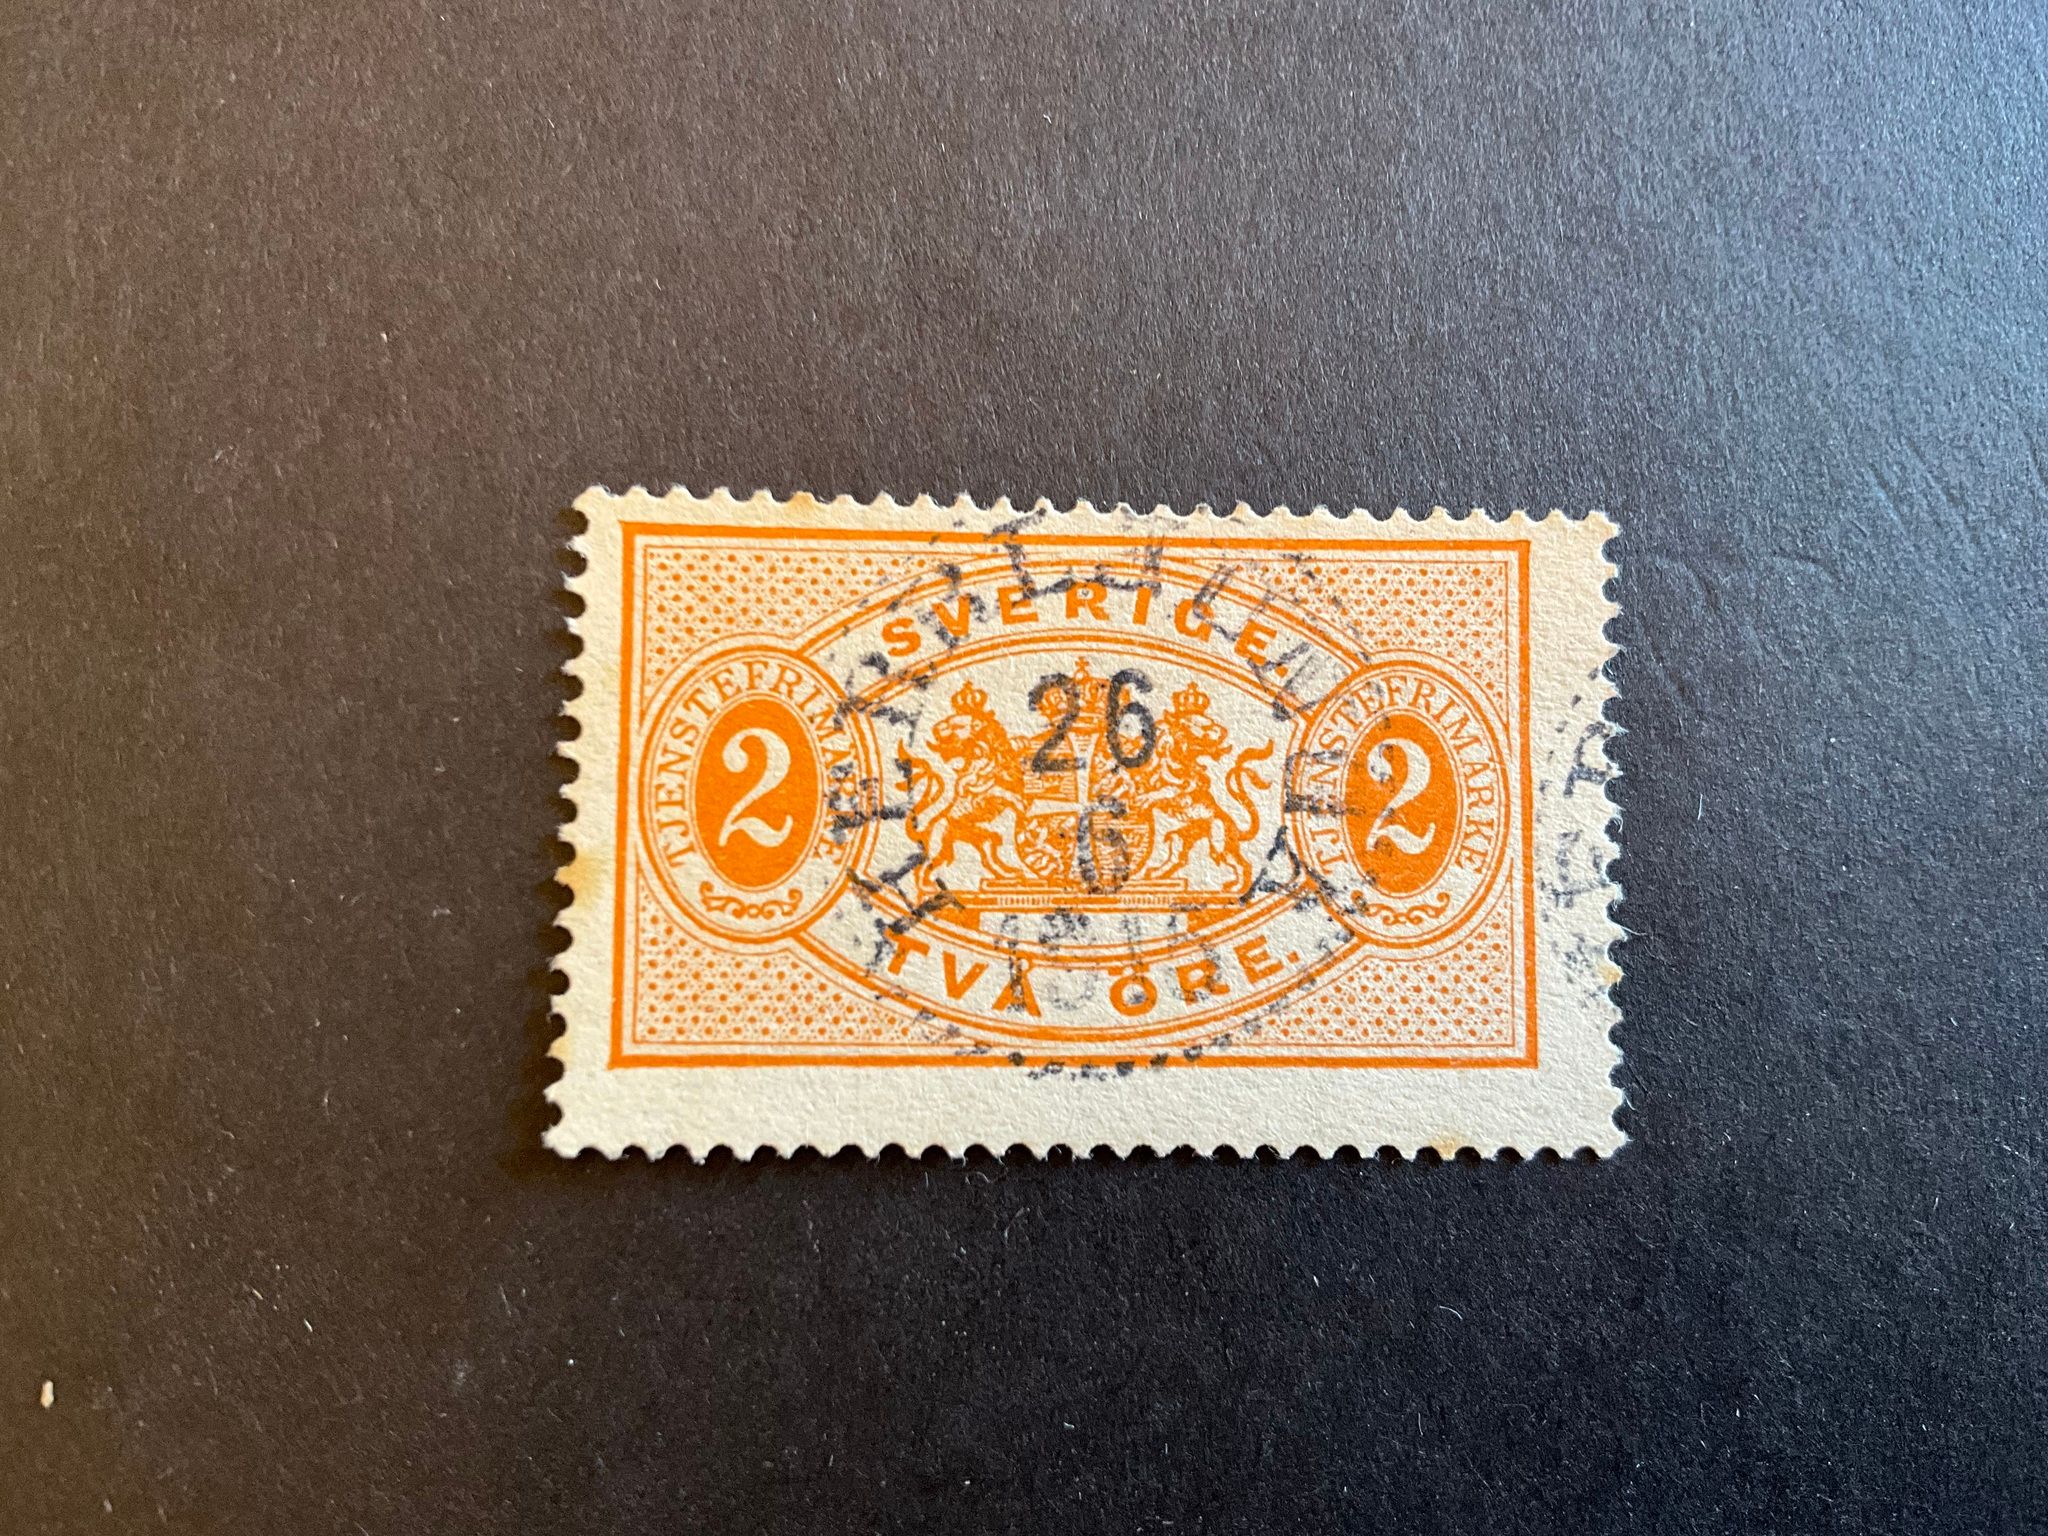 SVERIGE.
TJENSTEFRIMÄRKE
2
TJENSTEFRIMÄRKE
2
26
6
TVÅ ÖRE.